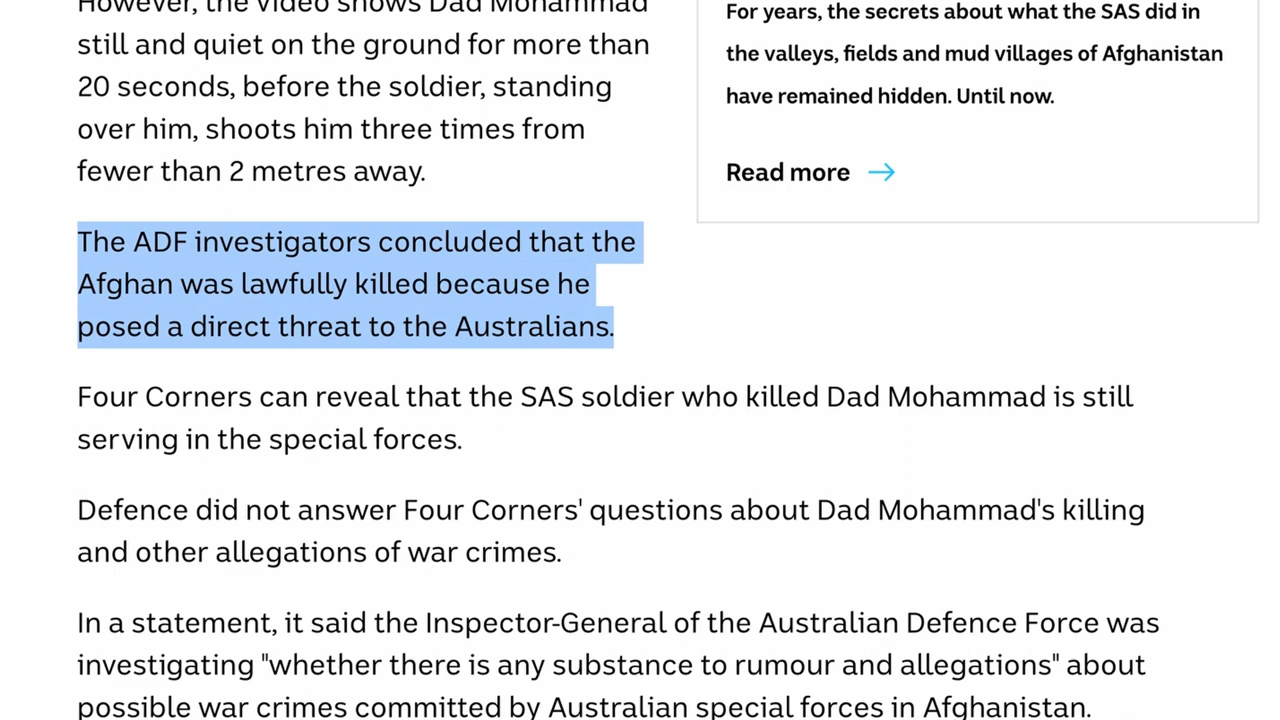 However, the video shows Dad Mohammad
still and quiet on the ground for more than
20 seconds, before the soldier, standing
over him, shoots him three times from
fewer than 2 metres away.
For years, the secrets about what the SAS did in
the valleys, fields and mud villages of Afghanistan
have remained hidden. Until now.
Read more →
The ADF investigators concluded that the
Afghan was lawfully killed because he
posed a direct threat to the Australians.
Four Corners can reveal that the SAS soldier who killed Dad Mohammad is still
serving in the special forces.
Defence did not answer Four Corners' questions about Dad Mohammad's killing
and other allegations of war crimes.
In a statement, it said the Inspector-General of the Australian Defence Force was
investigating "whether there is any substance to rumour and allegations" about
possible war crimes committed by Australian special forces in Afghanistan.